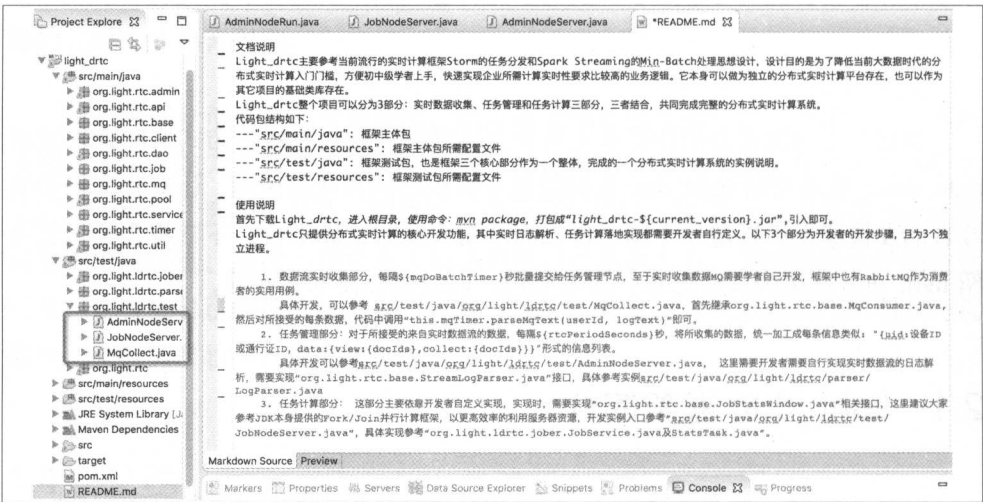 Project Explore
light_drtc
src/main/java
org.light.rtc.admin
org.light.rtc.api
org.light.rtc.base
org.light.rtc.client
org.light.rtc.dao
org.light.rtc.job
org.light.rtc.mq
org.light.rtc.pool
org.light.rtc.service
org.light.rtc.timer
org.light.rtc.util
src/test/java
org.light.ldrtc.jober
org.light.ldrtc.parse
org.light.ldrtc.test
AdminNodeServ
JobNodeServer.
MqCollect.java
org.light.rtc
src/main/resources
src/test/resources
JRE System Library
Maven Dependencies
src
target
pom.xml
README.md
AdminNodeRun.java
JobNodeServer.java
AdminNodeServer.java
*README.md
文档说明
Light_drtc主要参考当前流行的实时计算框架Storm的任务分发和Spark Streaming的Min-Batch处理思想设计，设计目的是为了降低当前大数据时代的分
布式实时计算入门门槛，方便初中级学者上手，快速实现企业所需计算实时性要求比较高的业务逻辑。它本身可以做为独立的分布式实时计算平台存在，也可以作为
其它项目的基础类库存在。
Light_drtc整个项目可以分为3部分：实时数据收集、任务管理和任务计算三部分，三者结合，共同完成完整的分布式实时计算系统。
代码包结构如下：
---"src/main/java": 框架主体包
---"src/main/resources": 框架主体包所需配置文件
---"src/test/java": 框架测试包，也是框架三个核心部分作为一个整体，完成的一个分布式实时计算系统的实例说明。
---"src/test/resources": 框架测试包所需配置文件
使用说明
首先下载Light_drtc, 进入根目录，使用命令：mvn package, 打包成“light_drtc-${current_version}.jar”,引入即可。
Light_drtc只提供分布式实时计算的核心开发功能，其中实时日志解析、任务计算落地实现都需要开发者自行定义。以下3个部分为开发者的开发步骤，且为3个独
立进程。
1. 数据流实时收集部分，每隔${mqDoBatchTimer}秒批量提交给任务管理节点，至于实时收集数据MQ需要学者自己开发，框架中也有RabbitMQ作为消费
者的实用用例。
具体开发，可以参考 src/test/java/org/light/ldrtc/test/MqCollect.java, 首先继承org.light.rtc.base.MqConsumer.java,
然后对所接受的每条数据，代码中调用“this.mqTimer.parseMqText(userId, logText)”即可。
2. 任务管理部分：对于所接受的来自实时数据流的数据，每隔${rtcPeriodSeconds}秒，将所收集的数据，统一加工成每条信息类似： "{uid:设备ID
或通行证ID, data:{view:{docIds},collect:{docIds}}}"形式的信息列表。
具体开发可以参考src/test/java/org/light/ldrtc/test/AdminNodeServer.java, 这里需要开发者需要自行实现实时数据流的日志解
析，需要实现“org.light.rtc.base.StreamLogParser.java”接口，具体参考实例src/test/java/org/light/ldrtc/parser/
LogParser.java
3. 任务计算部分： 这部分主要依靠开发者自定义实现，实现时，需要实现“org.light.rtc.base.JobStatsWindow.java”相关接口，这里建议大家
参考JDK本身提供的Fork/Join并行计算框架，以更高效率的利用服务器资源，开发实例入口参考“src/test/java/org/light/ldrtc/test/
JobNodeServer.java”，具体实现参考“org.light.ldrtc.jober.JobService.java及StatsTask.java”。
Markdown Source Preview
Markers Properties Servers Data Source Explorer Snippets Problems Console Progress